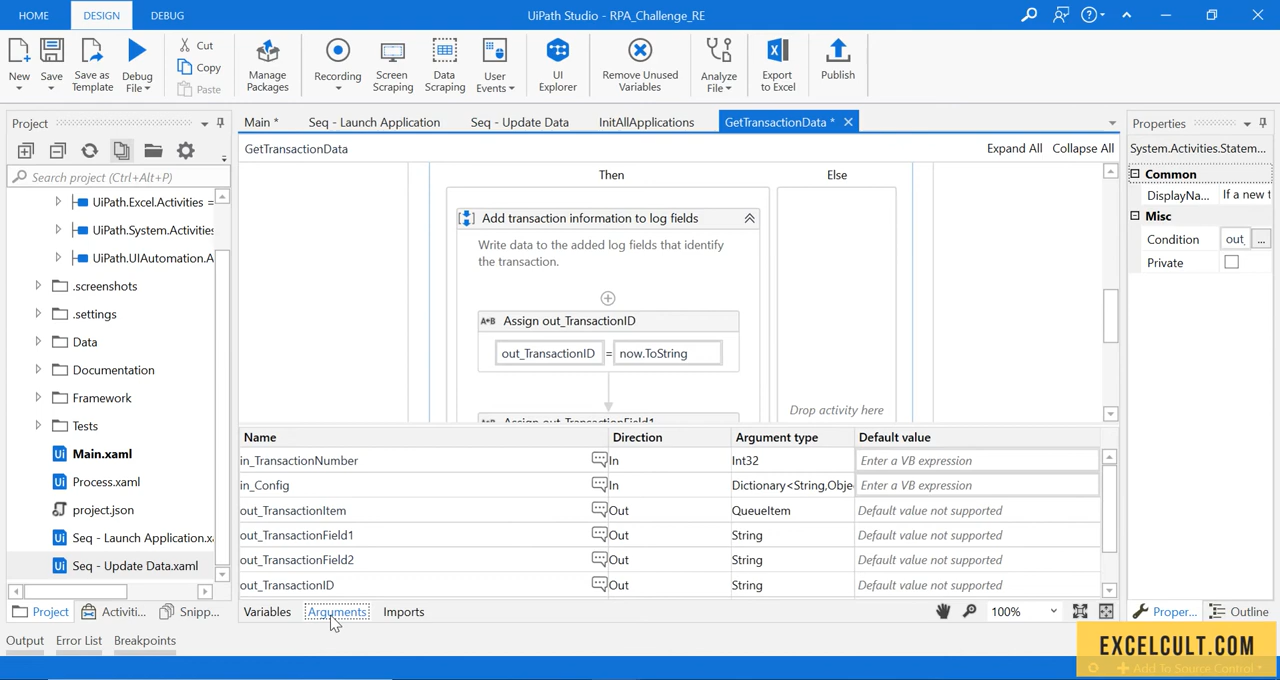 HOME
DESIGN
DEBUG
UiPath Studio - RPA_Challenge_RE
New
Save
Save as
Template
Debug
File
Cut
Copy
Paste
Manage
Packages
Recording
Screen
Scraping
Data
Scraping
User
Events
UI
Explorer
Remove Unused
Variables
Analyze
File
Export
to Excel
Publish
Project
Search project (Ctrl+Alt+P)
UiPath.Excel.Activities =
UiPath.System.Activities
UiPath.UIAutomation.A
.screenshots
.settings
Data
Documentation
Framework
Tests
Main.xaml
Process.xaml
project.json
Seq - Launch Application.xa
Seq - Update Data.xaml
Project
Activiti...
Snipp...
Main *
Seq - Launch Application
Seq - Update Data
InitAllApplications
GetTransactionData *
GetTransactionData
Expand All
Collapse All
Then
Else
Add transaction information to log fields
Write data to the added log fields that identify
the transaction.
A*B Assign out_TransactionID
out_TransactionID = now.ToString
Assign out_TransactionField1
Drop activity here
Name Direction Argument type Default value
in_TransactionNumber In Int32 Enter a VB expression
in_Config In Dictionary<String,Obje Enter a VB expression
out_TransactionItem Out QueueItem Default value not supported
out_TransactionField1 Out String Default value not supported
out_TransactionField2 Out String Default value not supported
out_TransactionID Out String Default value not supported
Variables
Arguments
Imports
100%
Properties
System.Activities.Statem...
Common
DisplayNa... If a new t
Misc
Condition out_ ...
Private
Proper...
Outline
Output
Error List
Breakpoints
EXCELCULT.COM
Add To Source Control